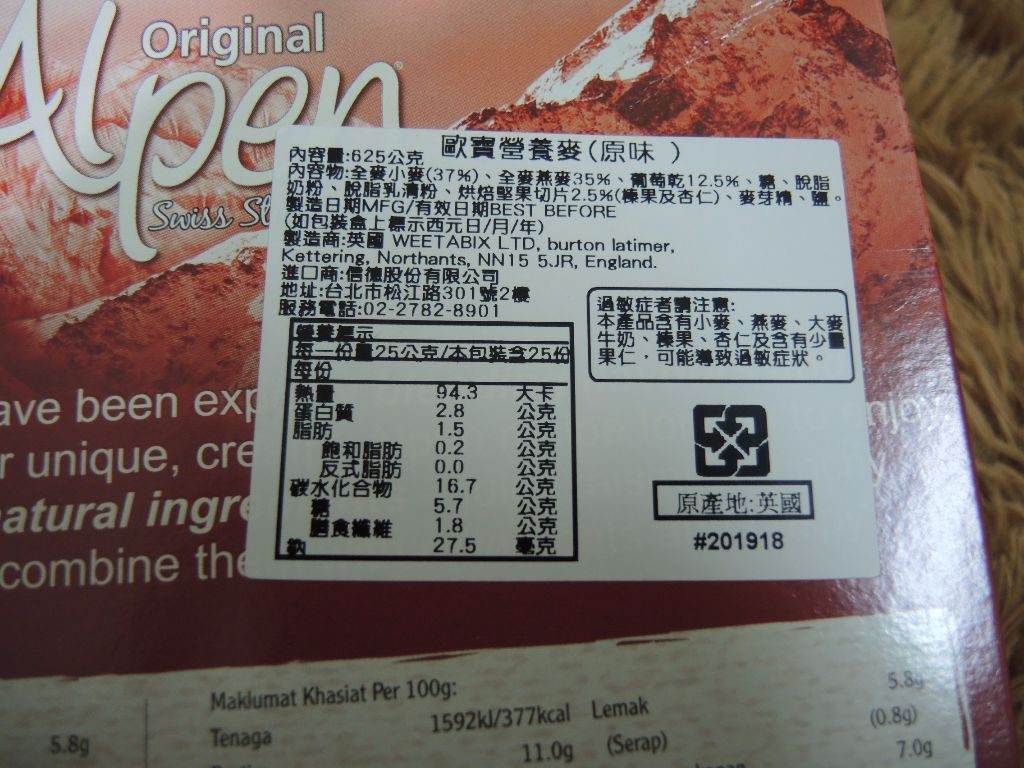 Original
Alpen
Swiss St
歐寶營養麥(原味 )
內容量:625公克
內容物:全麥小麥(37%)、全麥燕麥35%、葡萄乾12.5%、糖、脫脂
奶粉、脫脂乳清粉、烘焙堅果切片2.5%(榛果及杏仁)、麥芽精、鹽。
製造日期MFG/有效日期BEST BEFORE
(如包裝盒上標示西元日/月/年)
製造商:英國 WEETABIX LTD, burton latimer,
Kettering, Northants, NN15 5JR, England.
進口商:信德股份有限公司
地址:台北市松江路301號2樓
服務電話:02-2782-8901
營養標示
每一份量25公克/本包裝含25份
每份
熱量 94.3 大卡
蛋白質 2.8 公克
脂肪 1.5 公克
飽和脂肪 0.2 公克
反式脂肪 0.0 公克
碳水化合物 16.7 公克
糖 5.7 公克
膳食纖維 1.8 公克
鈉 27.5 毫克
過敏症者請注意:
本產品含有小麥、燕麥、大麥
牛奶、榛果、杏仁及含有少量
果仁，可能導致過敏症狀。
原產地:英國
#201918
ave been exp
r unique, cre
atural ingre
combine the
njoy
y
Maklumat Khasiat Per 100g:
Tenaga 1592kJ/377kcal Lemak 5.8g
5.8g
11.0g (Serap) (0.8g)
7.0g